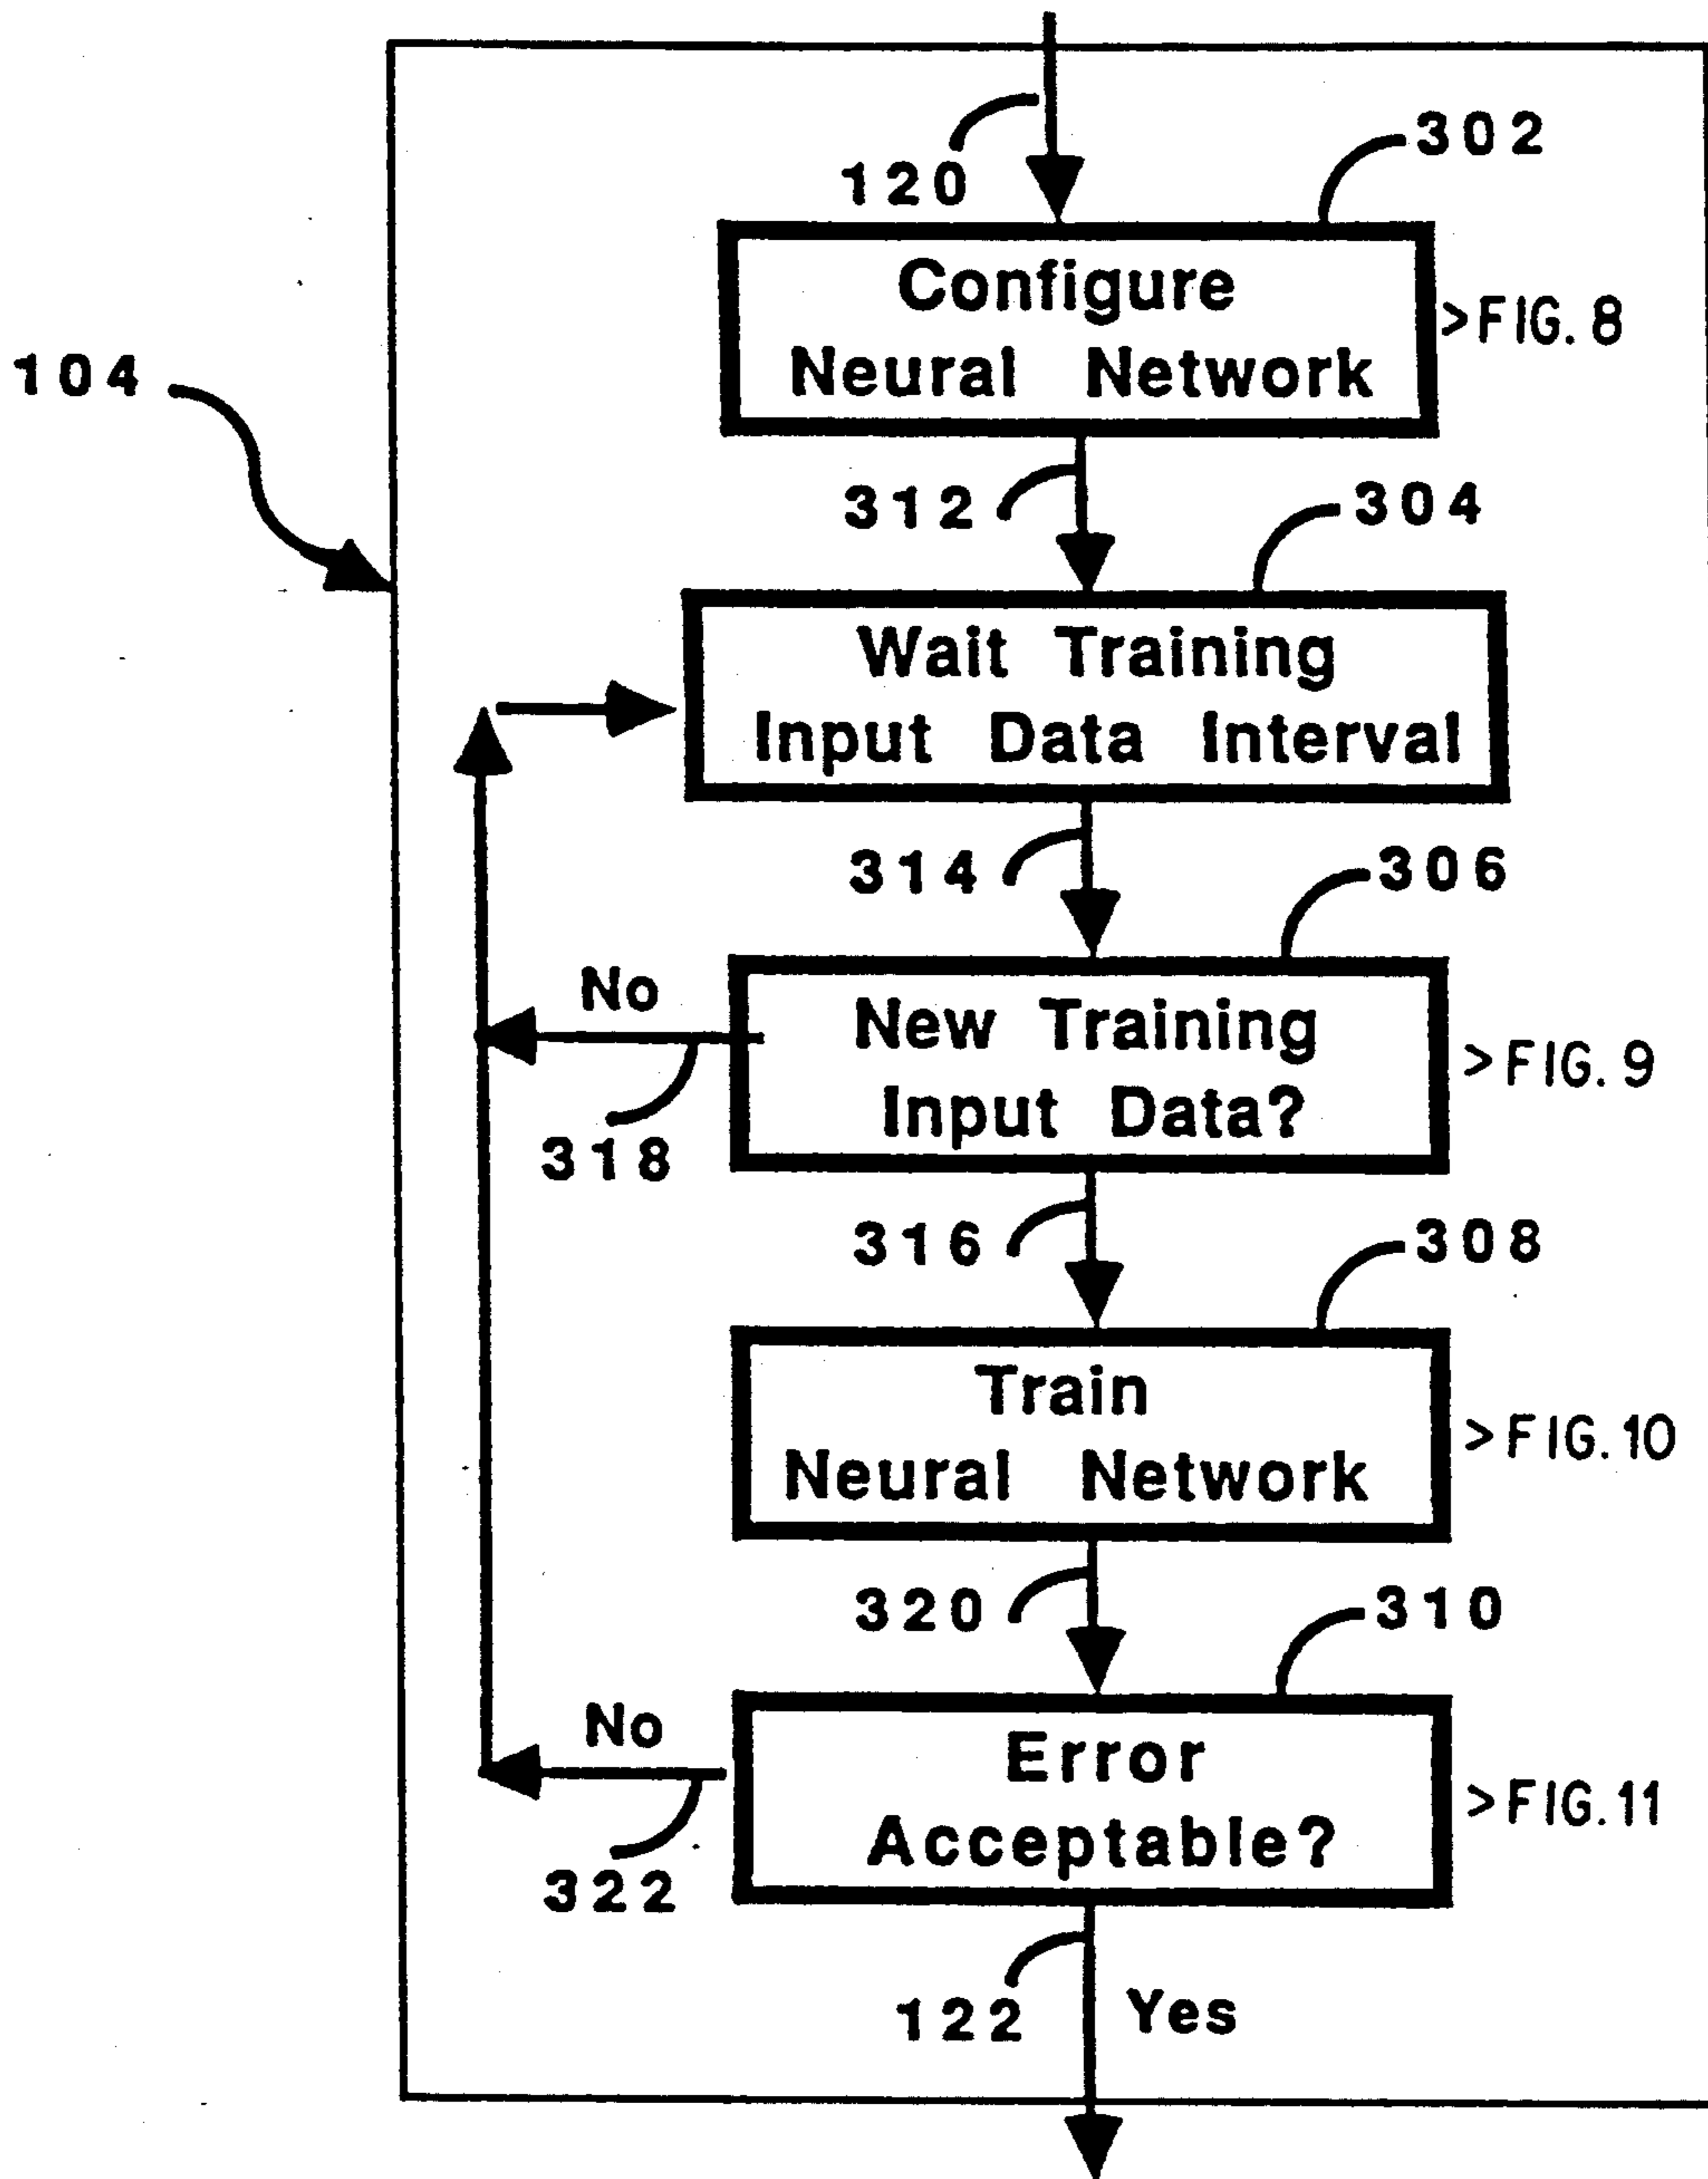 302
120
Configure
Neural Network
>FIG. 8
104
312
304
Wait Training
Input Data Interval
314
306
No
New Training
Input Data?
>FIG. 9
318
316
308
Train
Neural Network
>FIG. 10
320
310
No
Error
Acceptable?
>FIG. 11
322
122
Yes